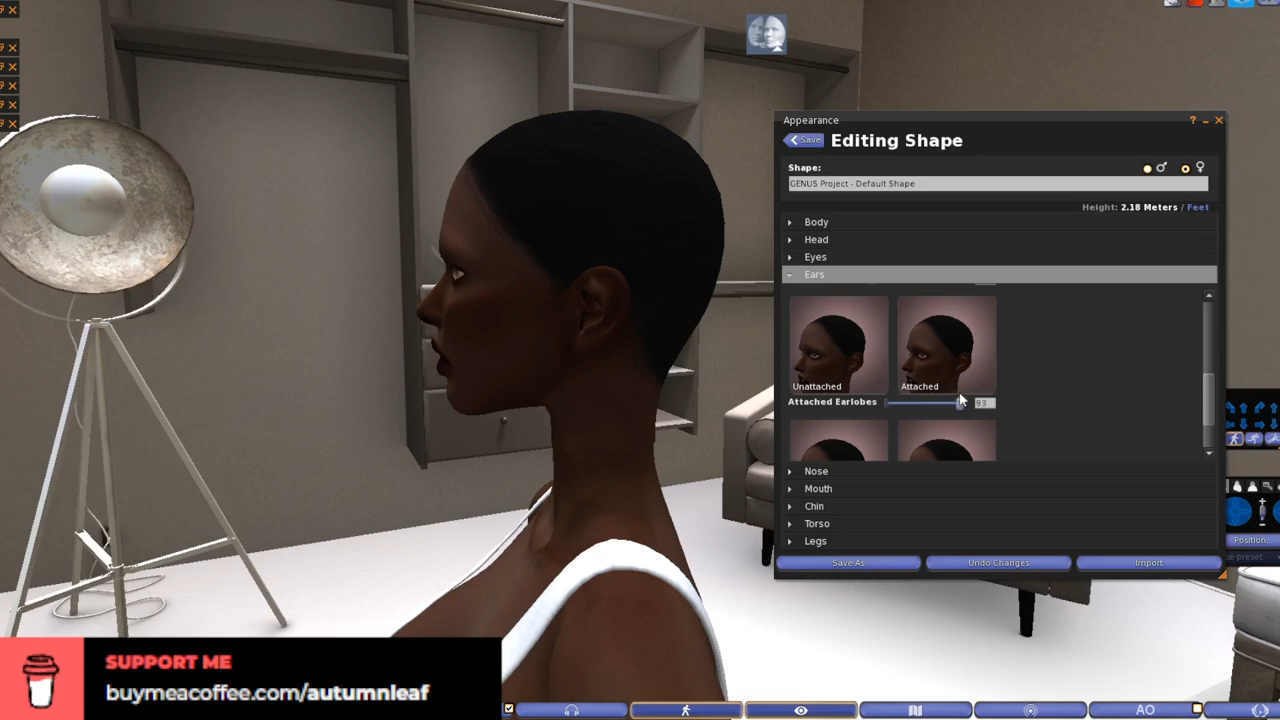 Appearance
? _
Save
Editing Shape
Shape:
GENUS Project - Default Shape
Height: 2.18 Meters / Feet
Body
Head
Eyes
Ears
Unattached
Attached
Attached Earlobes 93
Nose
Mouth
Chin
Torso
Legs
Save As
Undo Changes
Import
Position...
e preset
SUPPORT ME
buymeacoffee.com/autumnleaf
AO